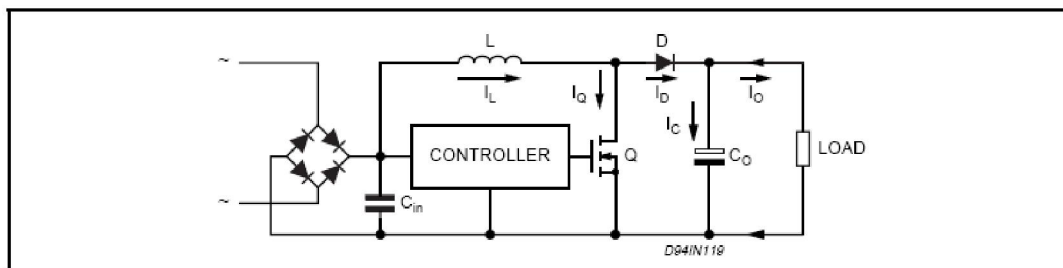 ~
L
D
I_L
I_Q
I_D
I_O
I_C
CONTROLLER
Q
C_O
LOAD
~
C_in
D94IN119